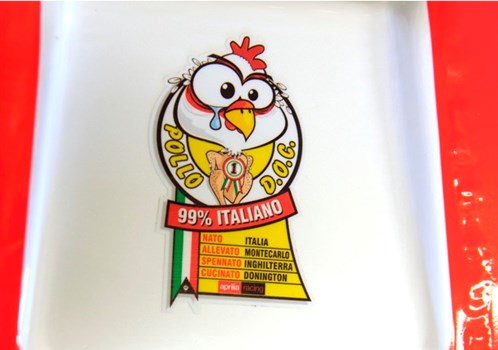 POLLO D.O.C.
1
99% ITALIANO
NATO ITALIA
ALLEVATO MONTECARLO
SPENNATO INGHILTERRA
CUCINATO DONINGTON
aprilia racing